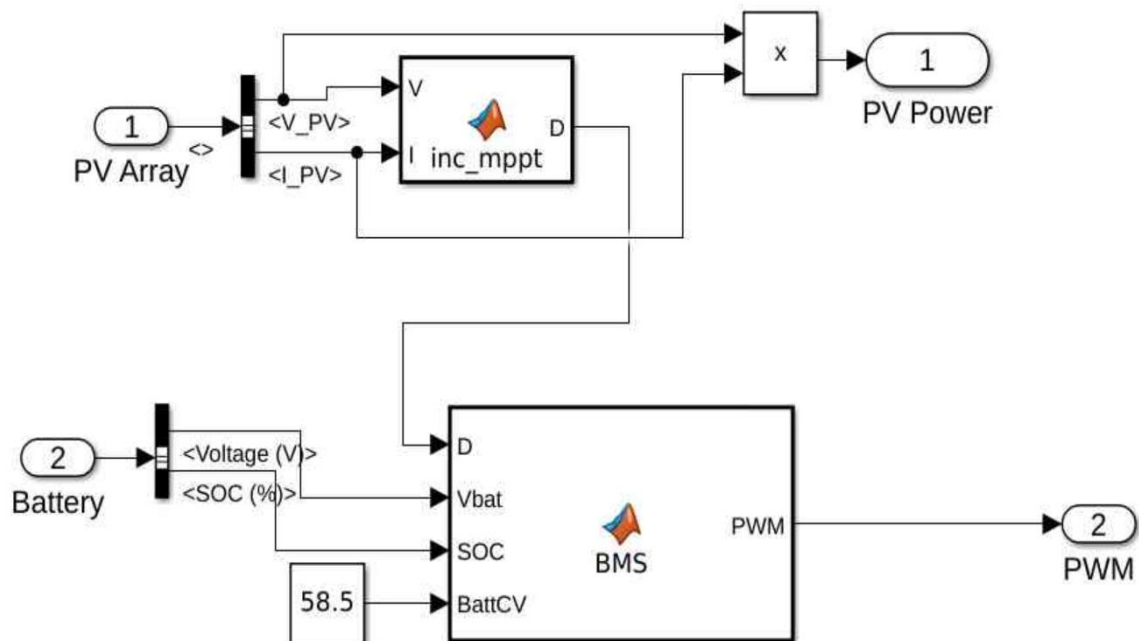 1
PV Array
<>
<V_PV>
<I_PV>
V
I
D
inc_mppt
x
1
PV Power
2
Battery
<Voltage (V)>
<SOC (%)>
58.5
D
Vbat
SOC
BattCV
PWM
BMS
2
PWM